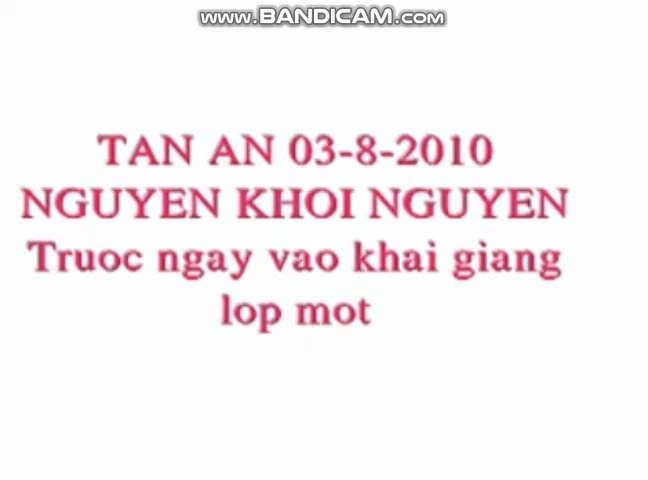 www.BANDICAM.com
TAN AN 03-8-2010
NGUYEN KHOI NGUYEN
Truoc ngay vao khai giang
lop mot